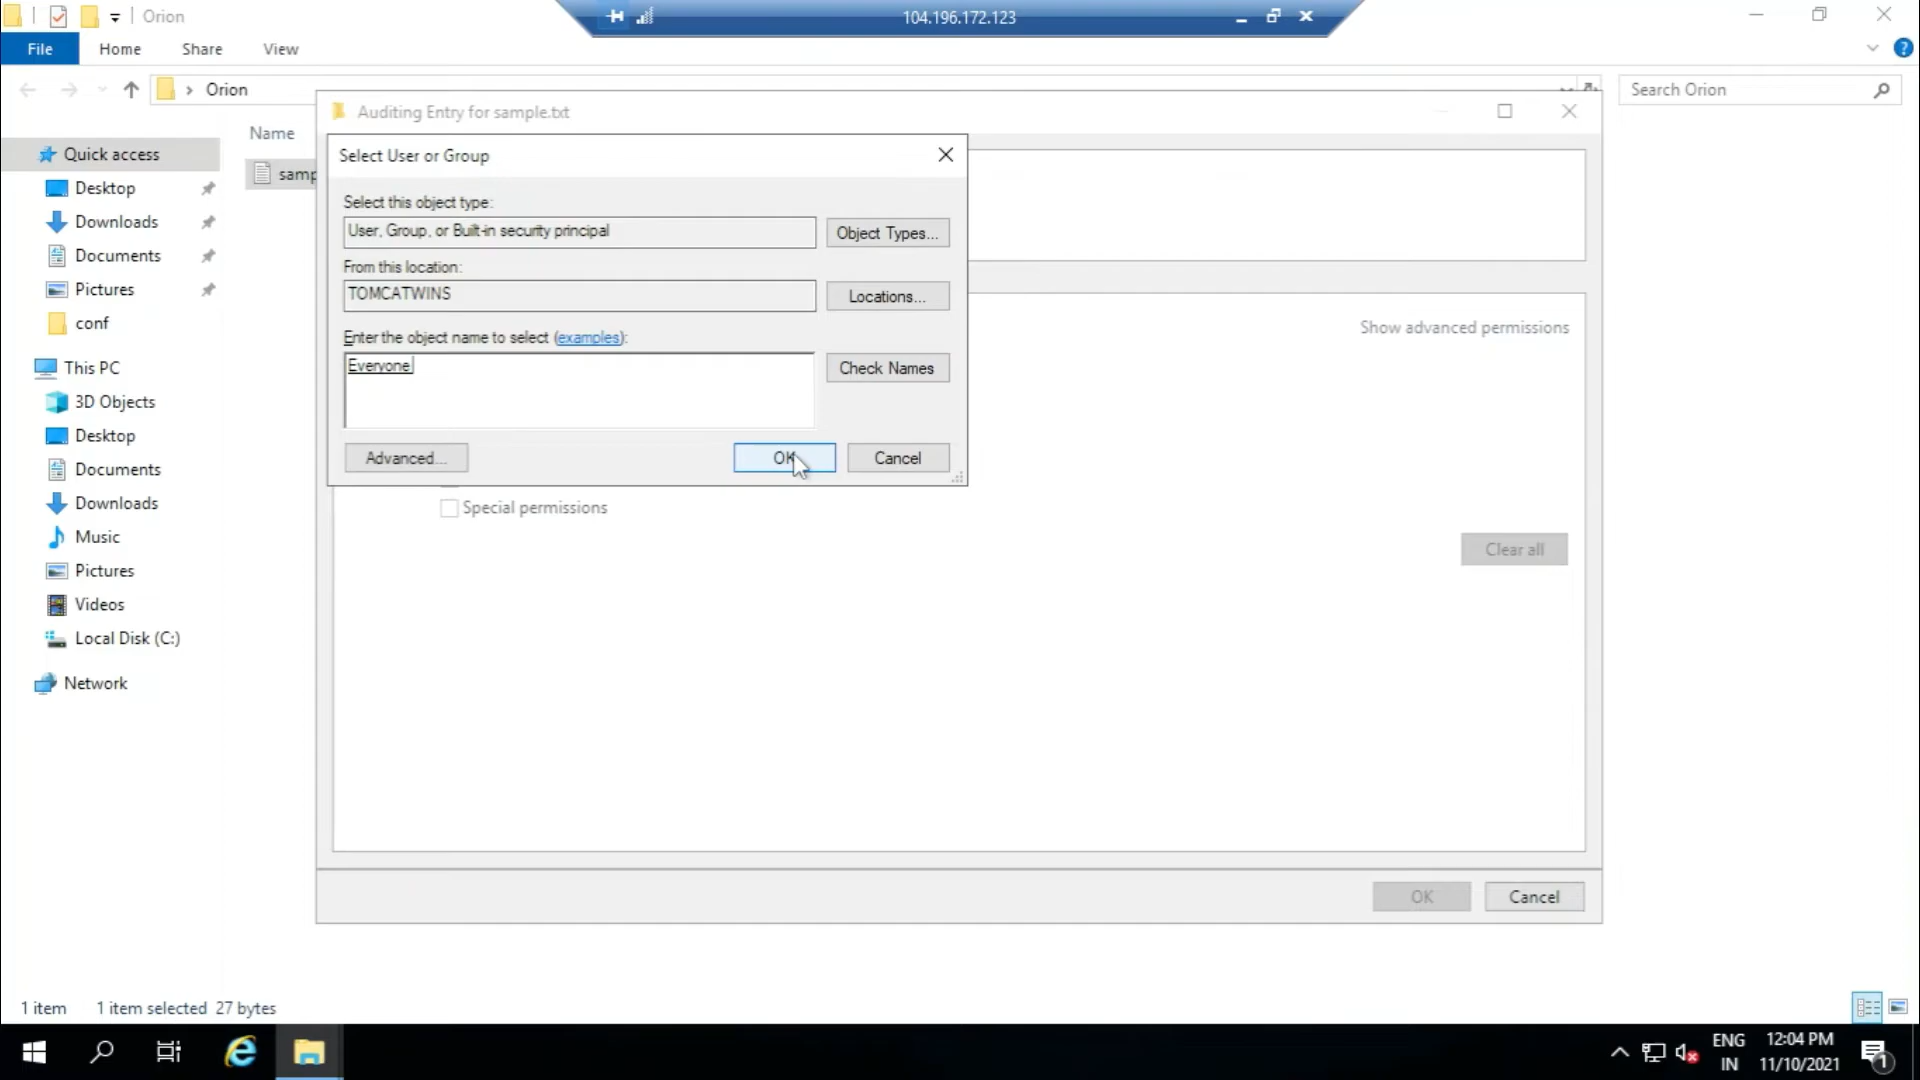 Orion
104.196.172.123
File
Home
Share
View
Orion
Search Orion
Auditing Entry for sample.txt
Name
samp
Select User or Group
Select this object type:
User, Group, or Built-in security principal
Object Types...
From this location:
TOMCATWINS
Locations...
Enter the object name to select (examples):
Everyone
Check Names
Advanced...
OK
Cancel
Show advanced permissions
Special permissions
Clear all
OK
Cancel
Quick access
Desktop
Downloads
Documents
Pictures
conf
This PC
3D Objects
Desktop
Documents
Downloads
Music
Pictures
Videos
Local Disk (C:)
Network
1 item
1 item selected 27 bytes
ENG
IN
12:04 PM
11/10/2021
1